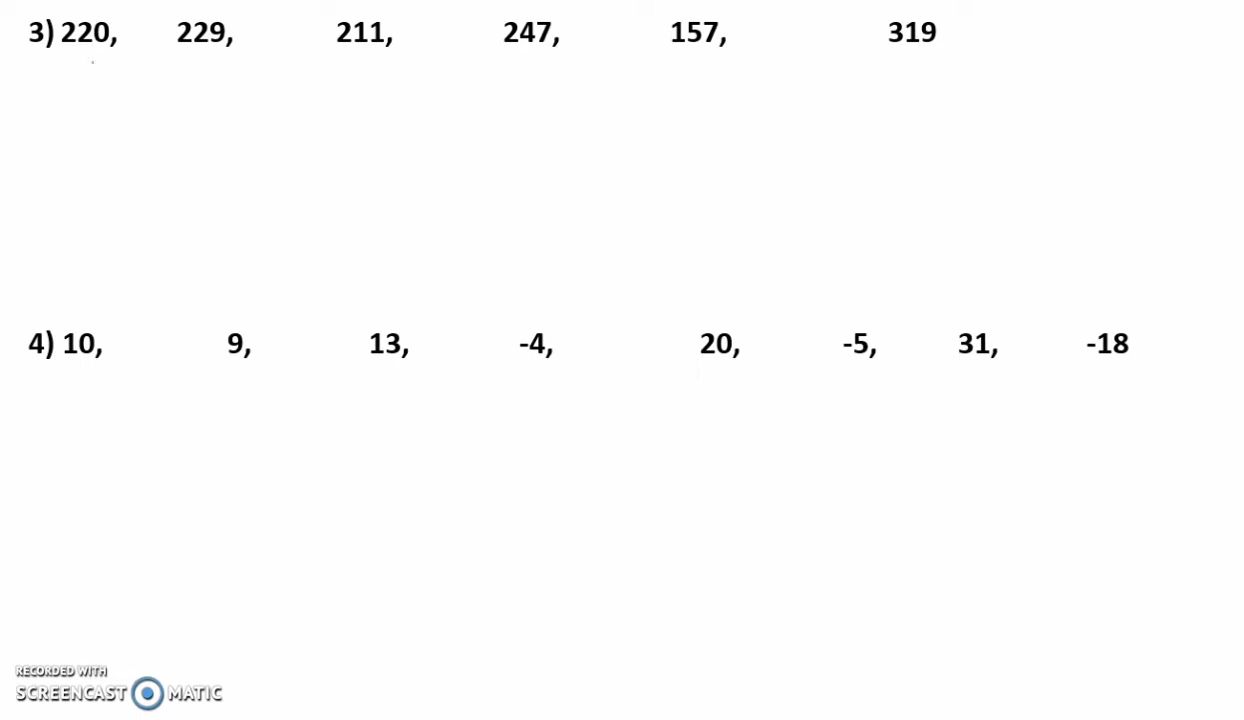 3) 220, 229, 211, 247, 157, 319
4) 10, 9, 13, -4, 20, -5, 31, -18
RECORDED WITH
SCREENCAST MATIC